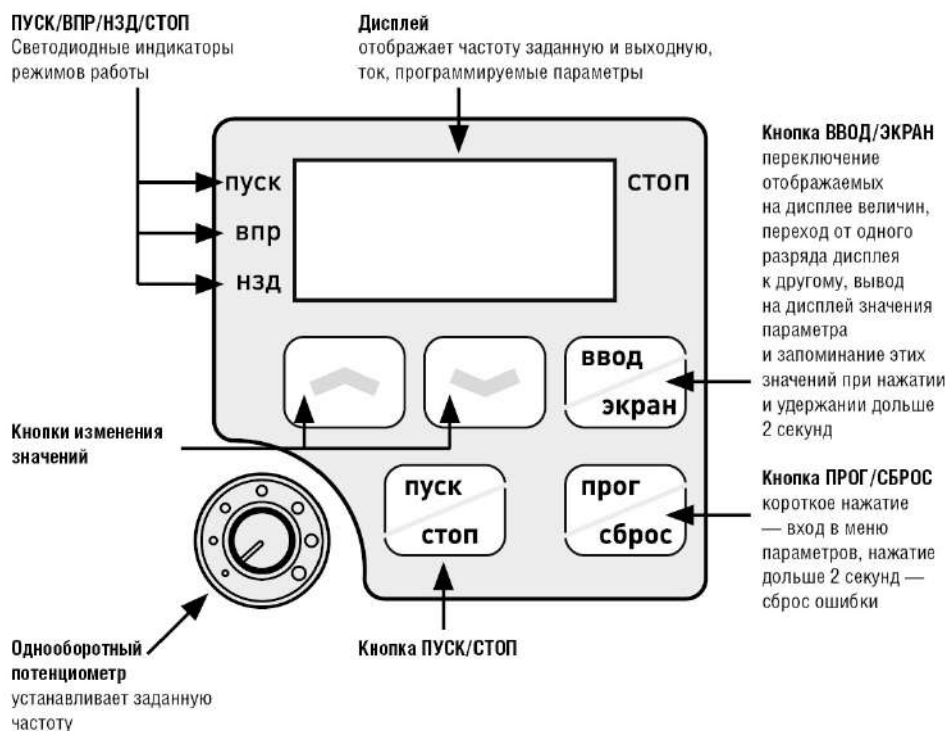 ПУСК/ВПР/НЗД/СТОП
Светодиодные индикаторы
режимов работы
Дисплей
отображает частоту заданную и выходную,
ток, программируемые параметры
пуск
впр
нзд
стоп
Кнопка ВВОД/ЭКРАН
переключение
отображаемых
на дисплее величин,
переход от одного
разряда дисплея
к другому, вывод
на дисплей значения
параметра
и запоминание этих
значений при нажатии
и удержании дольше
2 секунд
ввод
экран
Кнопки изменения
значений
пуск
стоп
прог
сброс
Кнопка ПРОГ/СБРОС
короткое нажатие
— вход в меню
параметров, нажатие
дольше 2 секунд —
сброс ошибки
Однооборотный
потенциометр
устанавливает заданную
частоту
Кнопка ПУСК/СТОП